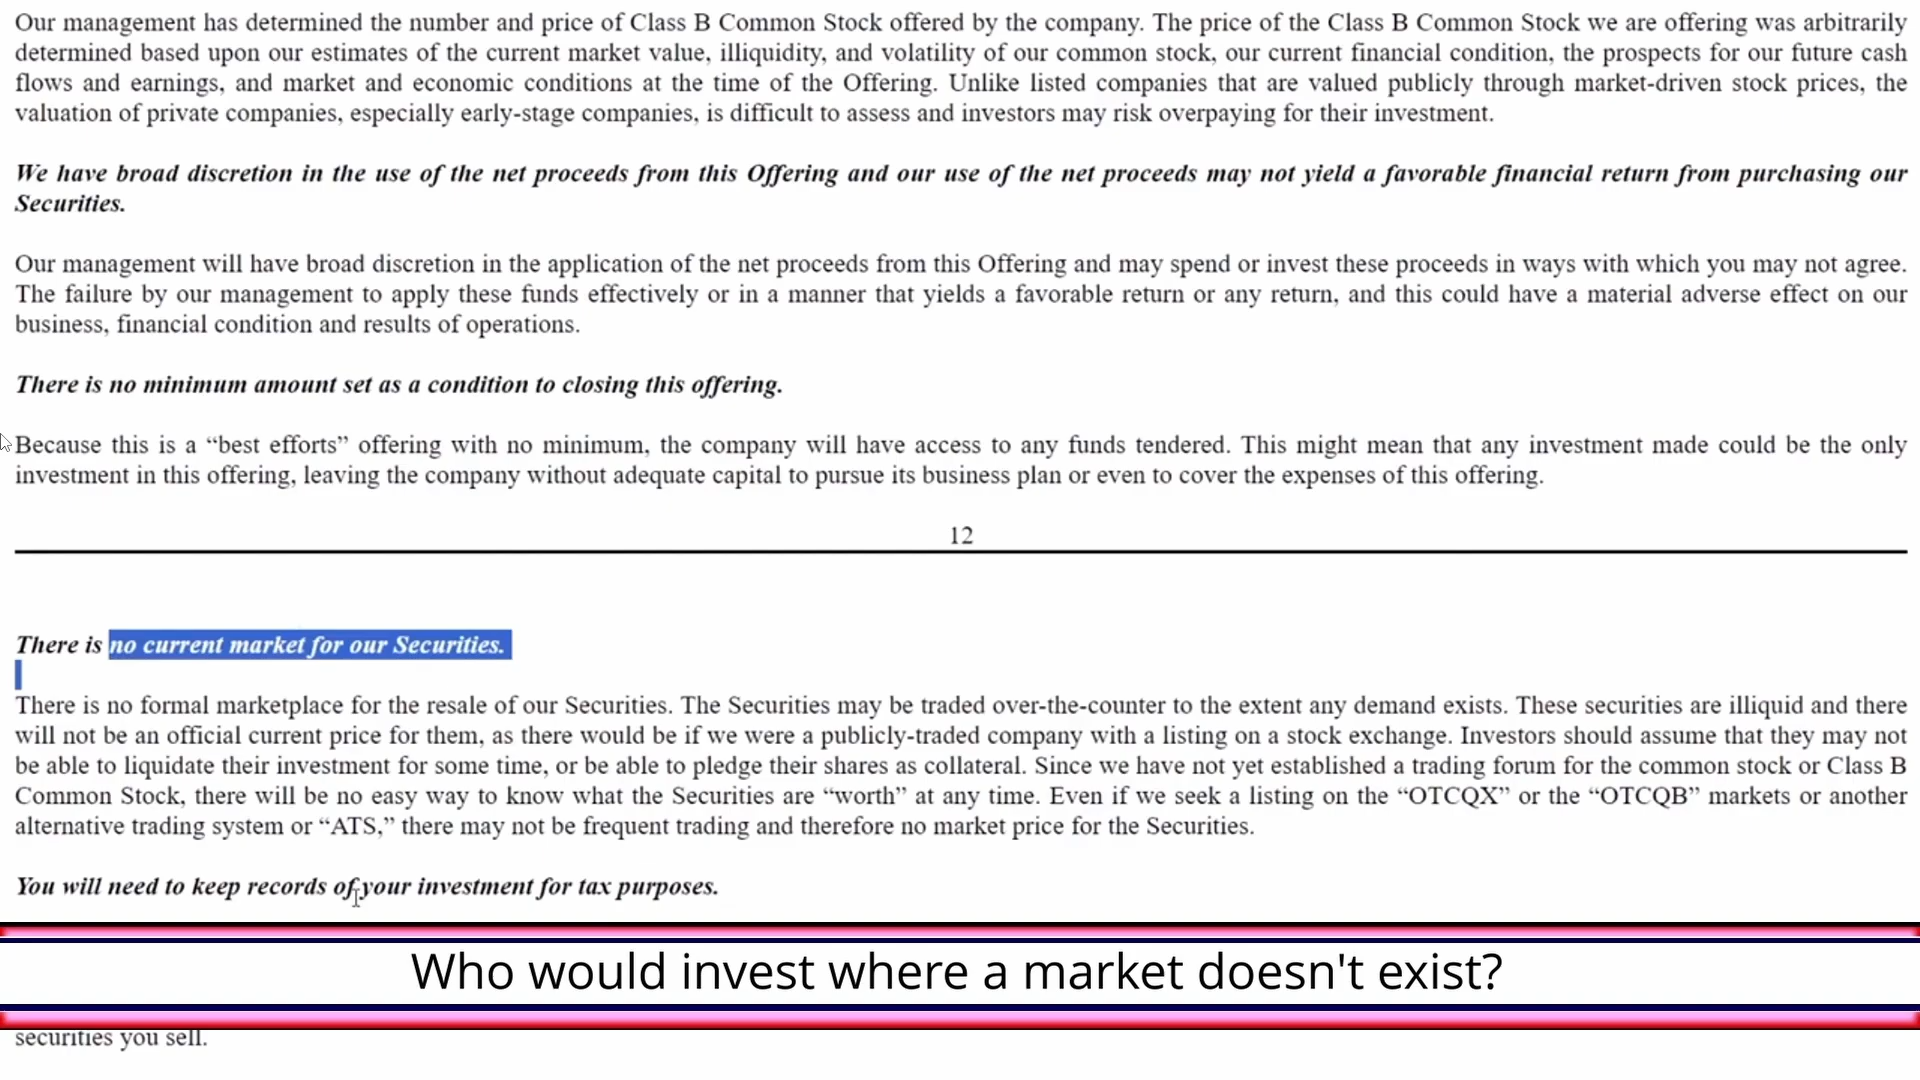 Our management has determined the number and price of Class B Common Stock offered by the company. The price of the Class B Common Stock we are offering was arbitrarily
determined based upon our estimates of the current market value, illiquidity, and volatility of our common stock, our current financial condition, the prospects for our future cash
flows and earnings, and market and economic conditions at the time of the Offering. Unlike listed companies that are valued publicly through market-driven stock prices, the
valuation of private companies, especially early-stage companies, is difficult to assess and investors may risk overpaying for their investment.
We have broad discretion in the use of the net proceeds from this Offering and our use of the net proceeds may not yield a favorable financial return from purchasing our
Securities.
Our management will have broad discretion in the application of the net proceeds from this Offering and may spend or invest these proceeds in ways with which you may not agree.
The failure by our management to apply these funds effectively or in a manner that yields a favorable return or any return, and this could have a material adverse effect on our
business, financial condition and results of operations.
There is no minimum amount set as a condition to closing this offering.
Because this is a “best efforts” offering with no minimum, the company will have access to any funds tendered. This might mean that any investment made could be the only
investment in this offering, leaving the company without adequate capital to pursue its business plan or even to cover the expenses of this offering.
12
There is no current market for our Securities.
There is no formal marketplace for the resale of our Securities. The Securities may be traded over-the-counter to the extent any demand exists. These securities are illiquid and there
will not be an official current price for them, as there would be if we were a publicly-traded company with a listing on a stock exchange. Investors should assume that they may not
be able to liquidate their investment for some time, or be able to pledge their shares as collateral. Since we have not yet established a trading forum for the common stock or Class B
Common Stock, there will be no easy way to know what the Securities are “worth” at any time. Even if we seek a listing on the “OTCQX” or the “OTCQB” markets or another
alternative trading system or “ATS,” there may not be frequent trading and therefore no market price for the Securities.
You will need to keep records of your investment for tax purposes.
Who would invest where a market doesn't exist?
securities you sell.